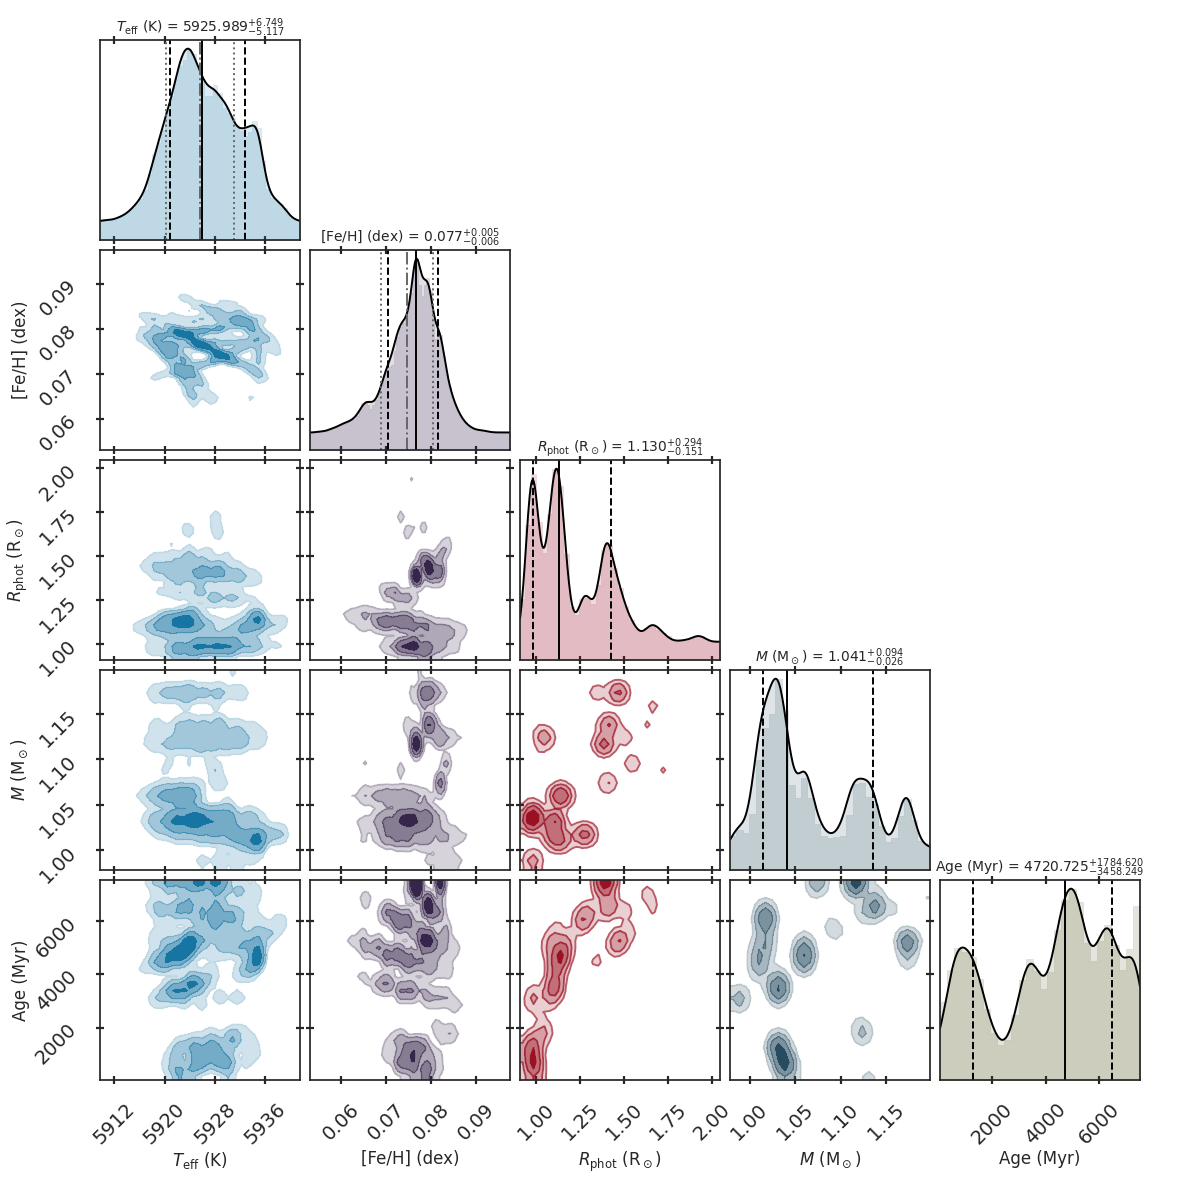 T_eff (K) = 5925.989^{+6.749}_{−5.117}
[Fe/H] (dex) = 0.077^{+0.005}_{−0.006}
0.09
0.08
0.07
0.06
[Fe/H] (dex)
R_phot (R_⊙) = 1.130^{+0.294}_{−0.151}
2.00
1.75
1.50
1.25
1.00
R_phot (R_⊙)
M (M_⊙) = 1.041^{+0.094}_{−0.026}
1.15
1.10
1.05
1.00
M (M_⊙)
Age (Myr) = 4720.725^{+1784.620}_{−3458.249}
6000
4000
2000
Age (Myr)
5912 5920 5928 5936 0.06 0.07 0.08 0.09 1.00 1.25 1.50 1.75 2.00 1.00 1.05 1.10 1.15 2000 4000 6000
T_eff (K) [Fe/H] (dex) R_phot (R_⊙) M (M_⊙) Age (Myr)